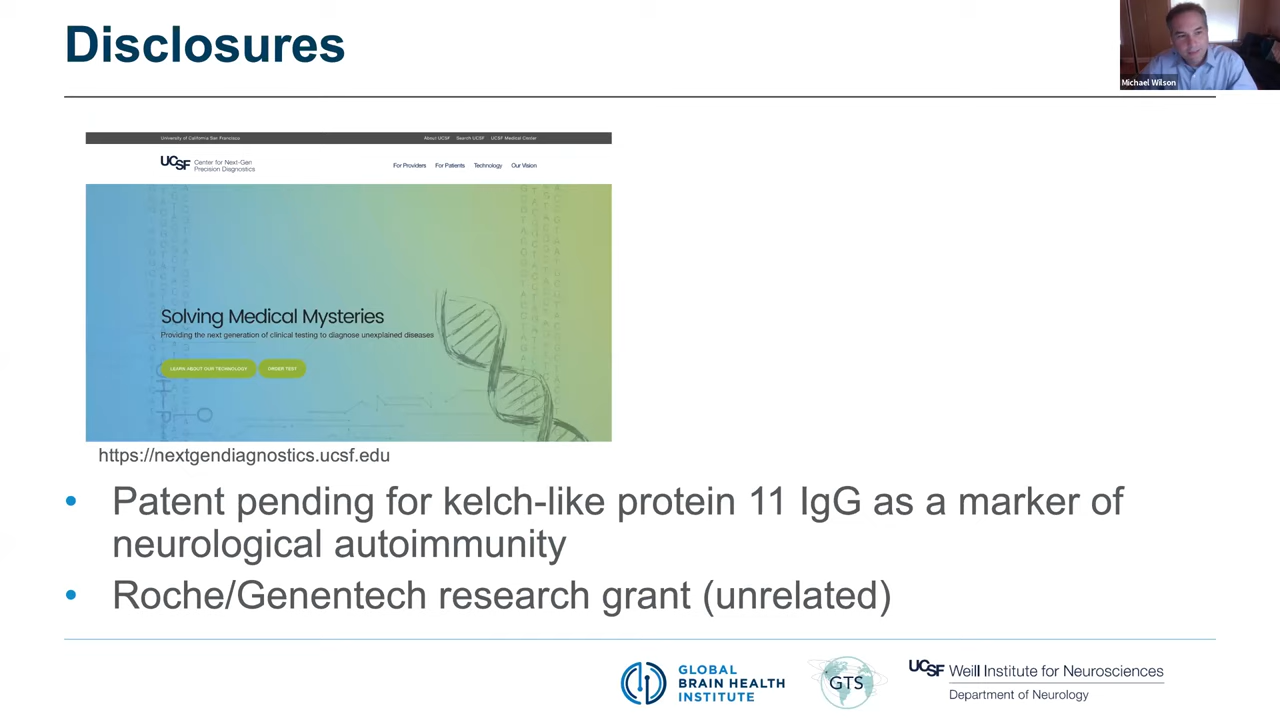 Disclosures
Michael Wilson
University of California San Francisco
About UCSF Search UCSF UCSF Medical Center
UCSF Center for Next-Gen
Precision Diagnostics
For Providers For Patients Technology Our Vision
Solving Medical Mysteries
Providing the next generation of clinical testing to diagnose unexplained diseases
LEARN ABOUT OUR TECHNOLOGY
ORDER TEST
https://nextgendiagnostics.ucsf.edu
• Patent pending for kelch-like protein 11 IgG as a marker of
neurological autoimmunity
• Roche/Genentech research grant (unrelated)
GLOBAL
BRAIN HEALTH
INSTITUTE
GTS
UCSF Weill Institute for Neurosciences
Department of Neurology